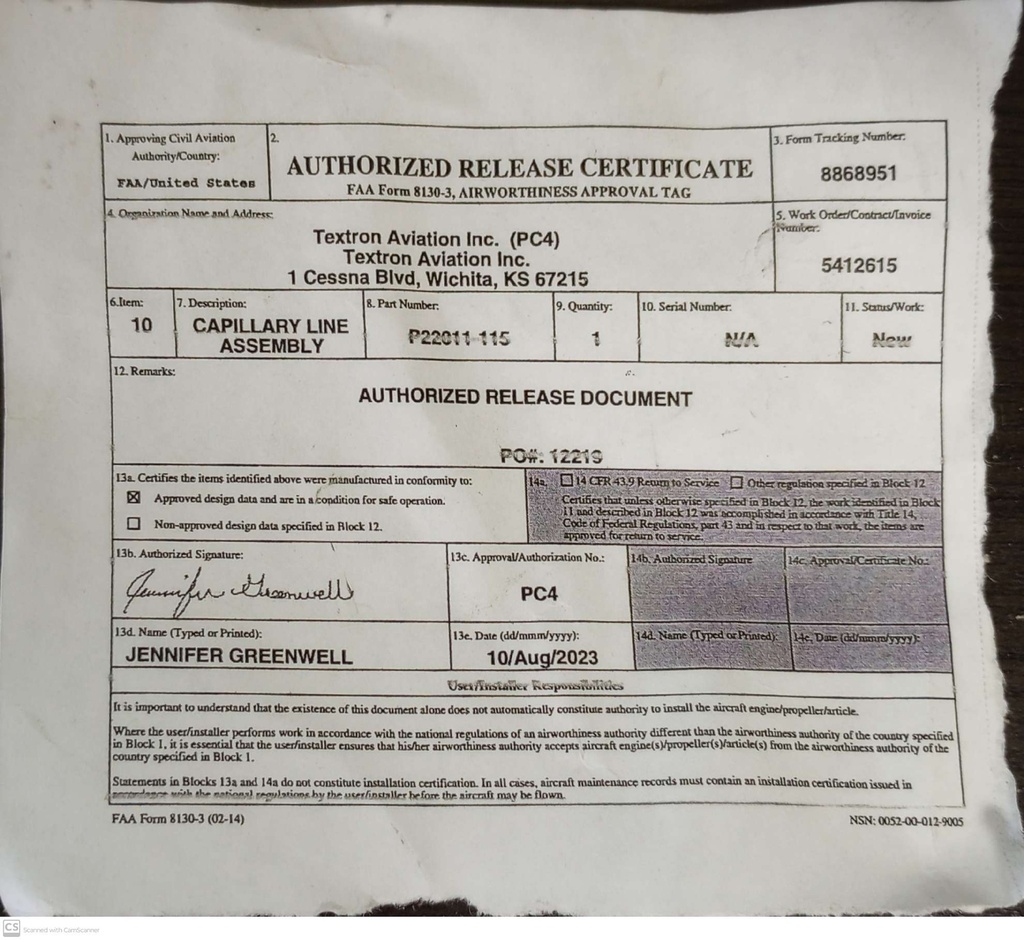 1. Approving Civil Aviation
Authority/Country:
FAA/United States
2.
AUTHORIZED RELEASE CERTIFICATE
FAA Form 8130-3, AIRWORTHINESS APPROVAL TAG
3. Form Tracking Number:
8868951
4. Organization Name and Address:
Textron Aviation Inc. (PC4)
Textron Aviation Inc.
1 Cessna Blvd, Wichita, KS 67215
5. Work Order/Contract/Invoice
Number:
5412615
6.Item:
10
7. Description:
CAPILLARY LINE
ASSEMBLY
8. Part Number:
P22011-115
9. Quantity:
1
10. Serial Number:
N/A
11. Status/Work:
New
12. Remarks:
AUTHORIZED RELEASE DOCUMENT
PO#: 12219
13a. Certifies the items identified above were manufactured in conformity to:
Approved design data and are in a condition for safe operation.
Non-approved design data specified in Block 12.
14a. 14 CFR 43.9 Return to Service Other regulation specified in Block 12
Certifies that unless otherwise specified in Block 12, the work identified in Block
11 and described in Block 12 was accomplished in accordance with Title 14,
Code of Federal Regulations, part 43 and in respect to that work, the items are
approved for return to service.
13b. Authorized Signature:
Jennifer Greenwell
13c. Approval/Authorization No.:
PC4
14b. Authorized Signature
14c. Approval/Certificate No.:
13d. Name (Typed or Printed):
JENNIFER GREENWELL
13e. Date (dd/mmm/yyyy):
10/Aug/2023
14d. Name (Typed or Printed):
14e. Date (dd/mmm/yyyy):
User/Installer Responsibilities
It is important to understand that the existence of this document alone does not automatically constitute authority to install the aircraft engine/propeller/article.
Where the user/installer performs work in accordance with the national regulations of an airworthiness authority different than the airworthiness authority of the country specified
in Block 1, it is essential that the user/installer ensures that his/her airworthiness authority accepts aircraft engine(s)/propeller(s)/article(s) from the airworthiness authority of the
country specified in Block 1.
Statements in Blocks 13a and 14a do not constitute installation certification. In all cases, aircraft maintenance records must contain an installation certification issued in
accordance with the national regulations by the user/installer before the aircraft may be flown.
FAA Form 8130-3 (02-14)
NSN: 0052-00-012-9005
CS Scanned with CamScanner